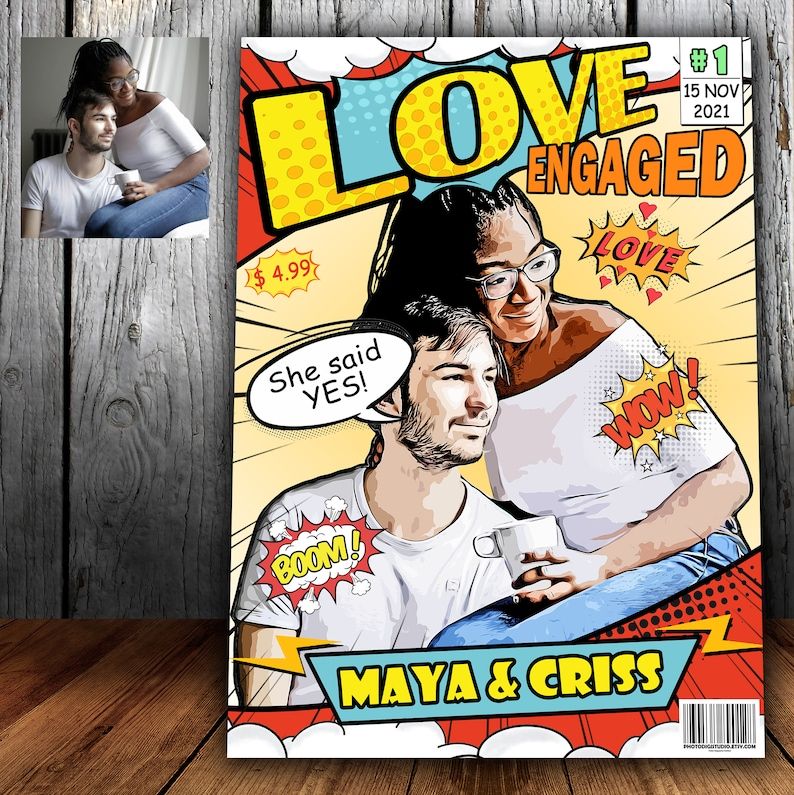 LOVE
ENGAGED
#1
15 NOV
2021
$ 4.99
LOVE
She said
YES!
WOW!
BOOM!
MAYA & CRISS
PHOTODIGISTUDIO.ETSY.COM